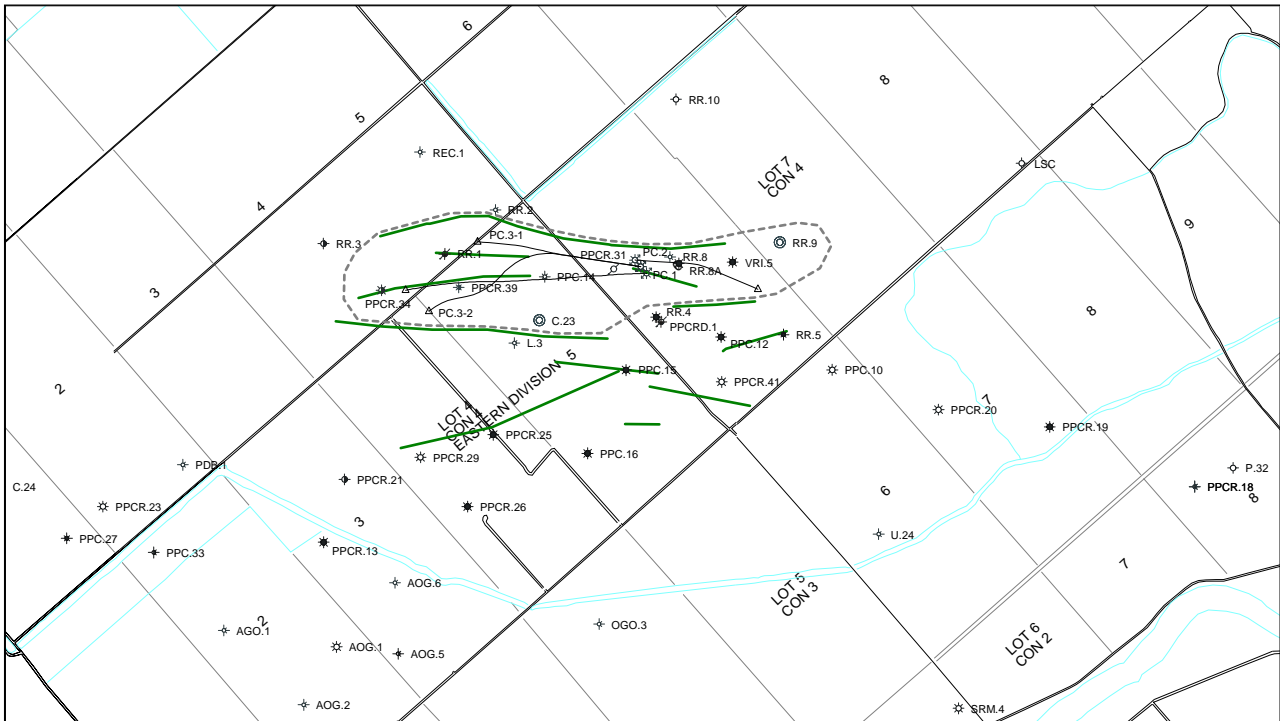 6
8
RR.10
5
REC.1
LSC
LOT 7
CON 4
4
RR.2
9
PC.3-1
RR.3
RR.9
RR.1
PC.2
PPCR.31
RR.8
VRI.5
RR.8A
PC.1
PPC.14
PPCR.39
3
PPCR.34
PC.3-2
8
RR.4
C.23
PPCRD.1
RR.5
PPC.12
L.3
5
PPC.15
PPC.10
PPCR.41
2
7
LOT 4
CON 4
EASTERN DIVISION
PPCR.20
PPCR.19
PPCR.25
PPC.16
PPCR.29
PDB.1
P.32
PPCR.21
C.24
PPCR.18
6
8
PPCR.23
PPCR.26
3
PPC.27
U.24
PPCR.13
PPC.33
7
AOG.6
LOT 5
CON 3
2
OGO.3
AGO.1
LOT 6
CON 2
AOG.1
AOG.5
AOG.2
SRM.4